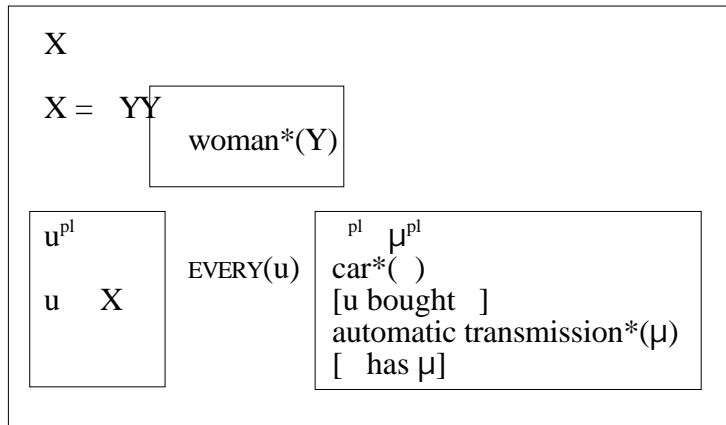 X
X = YY
woman*(Y)
u^pl
u X
EVERY(u)
pl μ^pl
car*( )
[u bought ]
automatic transmission*(μ)
[ has μ]